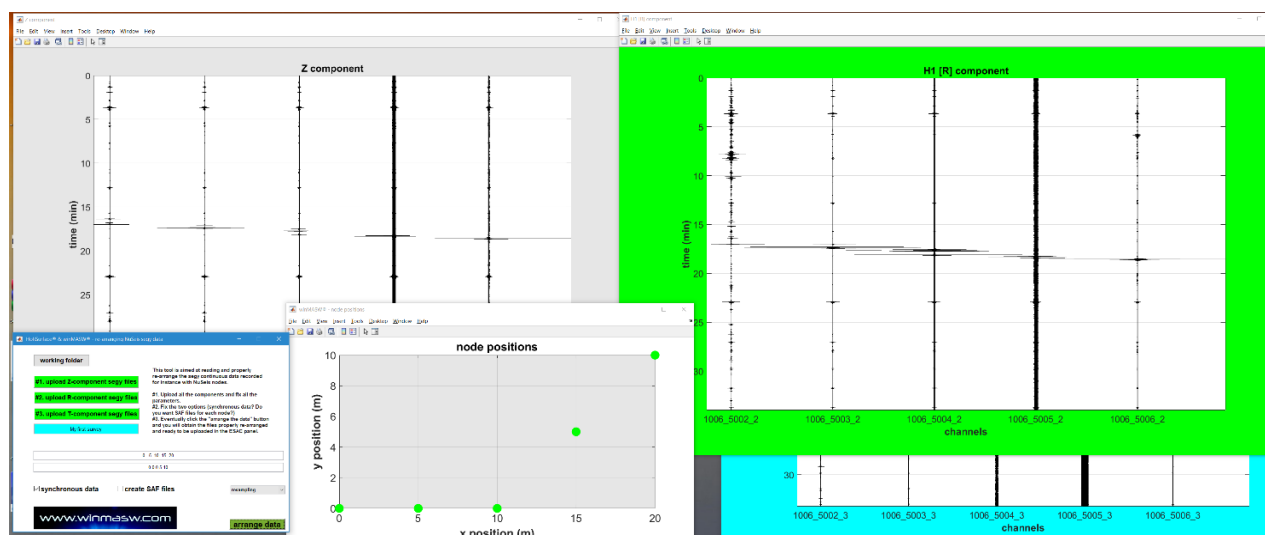 Z component
File Edit View Insert Tools Desktop Window Help
Z component
0
5
10
15
20
25
time (min)
H1 [R] component
File Edit View Insert Tools Desktop Window Help
H1 [R] component
0
5
10
15
20
25
30
time (min)
1006_5002_2 1006_5003_2 1006_5004_2 1006_5005_2 1006_5006_2
channels
30
1006_5002_3 1006_5003_3 1006_5004_3 1006_5005_3 1006_5006_3
channels
winMASW® - node positions
File Edit View Insert Tools Desktop Window Help
node positions
10
8
6
4
2
0
y position (m)
0 5 10 15 20
x position (m)
working folder
#1. upload Z-component segy files
#2. upload R-component segy files
#3. upload T-component segy files
This tool is aimed at reading and properly
re-arrange the segy continuous data recorded
for instance with NuSeis nodes.
#1. Upload all the components and fix all the
parameters.
#2. Fix the two options (synchronous data? Do
you want SAF files for each node?)
#3. Eventually click the "arrange the data" button
and you will obtain the files properly re-arranged
and ready to be uploaded in the ESAC panel.
synchronous data
create SAF files
resampling
www.winmasw.com
arrange data